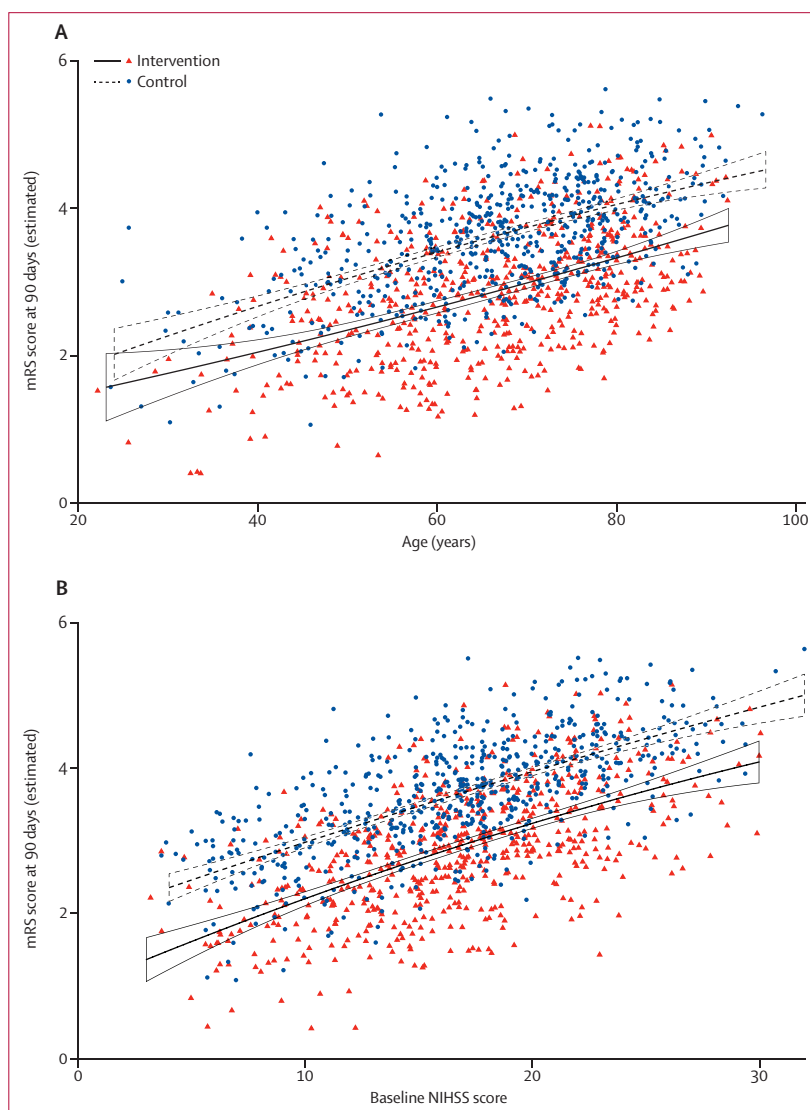 A
Intervention
Control
6
4
2
0
mRS score at 90 days (estimated)
20
40
60
80
100
Age (years)
B
6
4
2
0
mRS score at 90 days (estimated)
0
10
20
30
Baseline NIHSS score